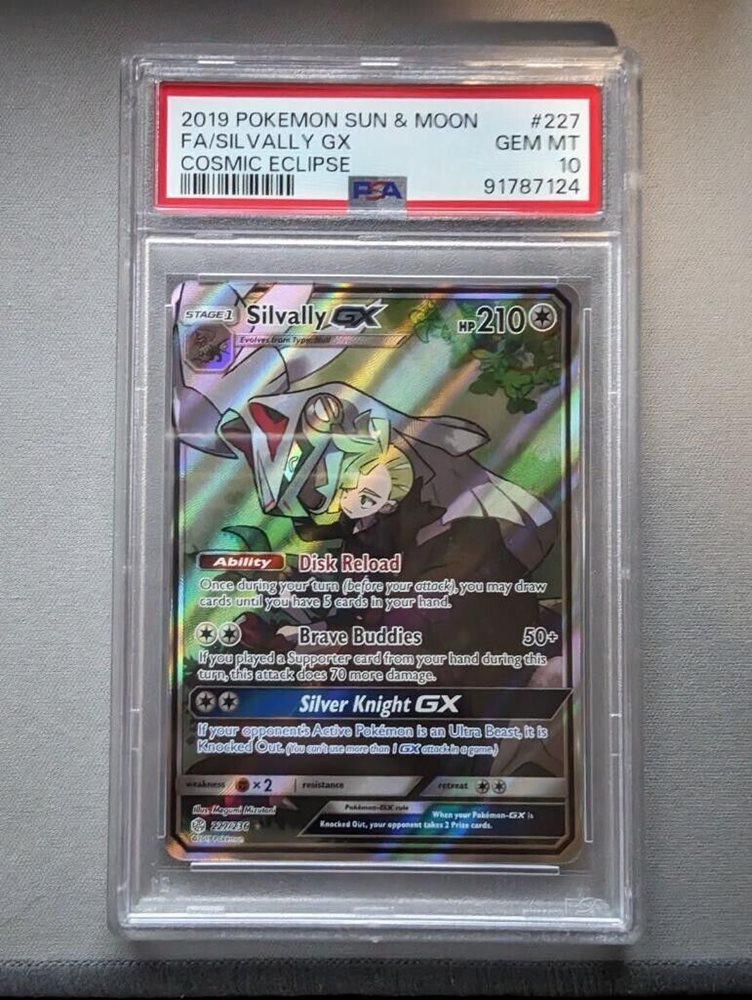 2019 POKEMON SUN & MOON #227
FA/SILVALLY GX GEM MT
COSMIC ECLIPSE 10
PSA 91787124
STAGE 1 Silvally GX HP 210
Evolves from Type: Null
Ability Disk Reload
Once during your turn (before your attack), you may draw
cards until you have 5 cards in your hand.
Brave Buddies 50+
If you played a Supporter card from your hand during this
turn, this attack does 70 more damage.
Silver Knight GX
If your opponent's Active Pokémon is an Ultra Beast, it is
Knocked Out. (You can't use more than 1 GX attack in a game.)
weakness ×2 resistance retreat
Illus. Megumi Mizutani
Pokémon-GX rule
When your Pokémon-GX is
Knocked Out, your opponent takes 2 Prize cards.
227/236
©2019 Pokémon